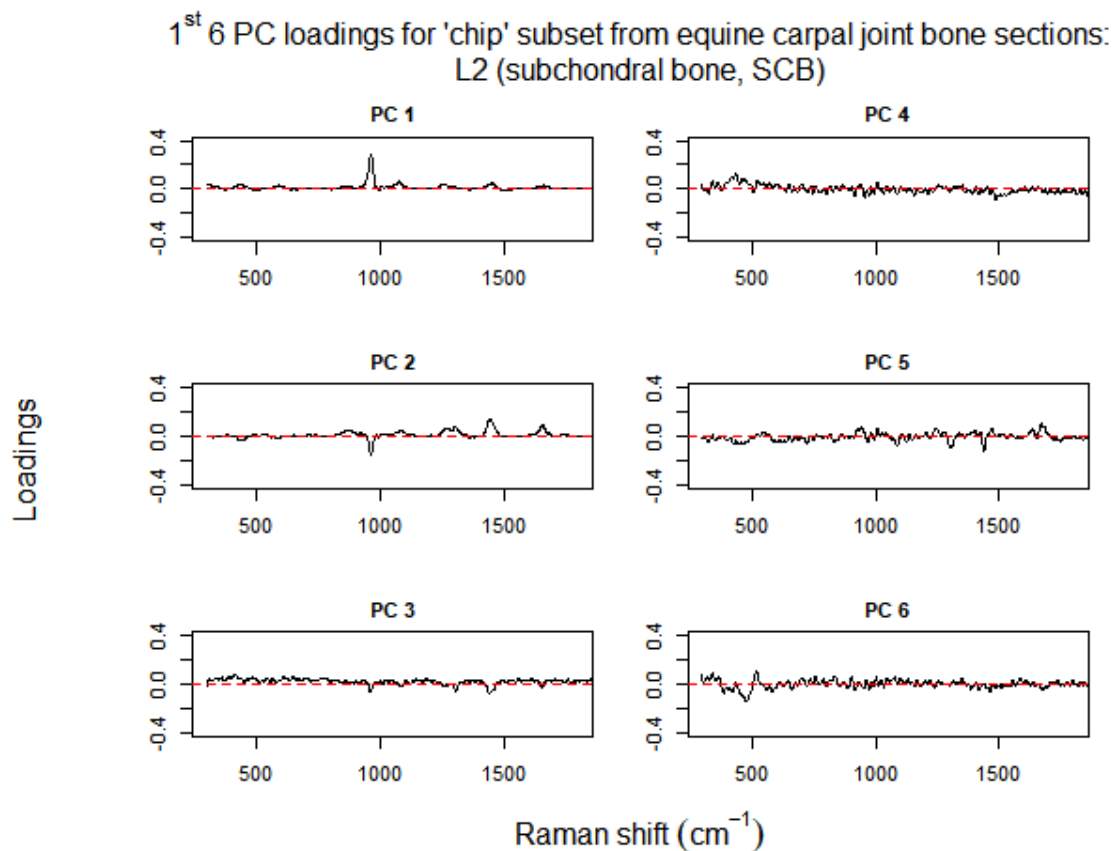 1st 6 PC loadings for 'chip' subset from equine carpal joint bone sections:
L2 (subchondral bone, SCB)
PC 1
0.4
0.0
-0.4
500 1000 1500
PC 4
0.4
0.0
-0.4
500 1000 1500
PC 2
0.4
0.0
-0.4
500 1000 1500
PC 5
0.4
0.0
-0.4
500 1000 1500
PC 3
0.4
0.0
-0.4
500 1000 1500
PC 6
0.4
0.0
-0.4
500 1000 1500
Loadings
Raman shift (cm⁻¹)